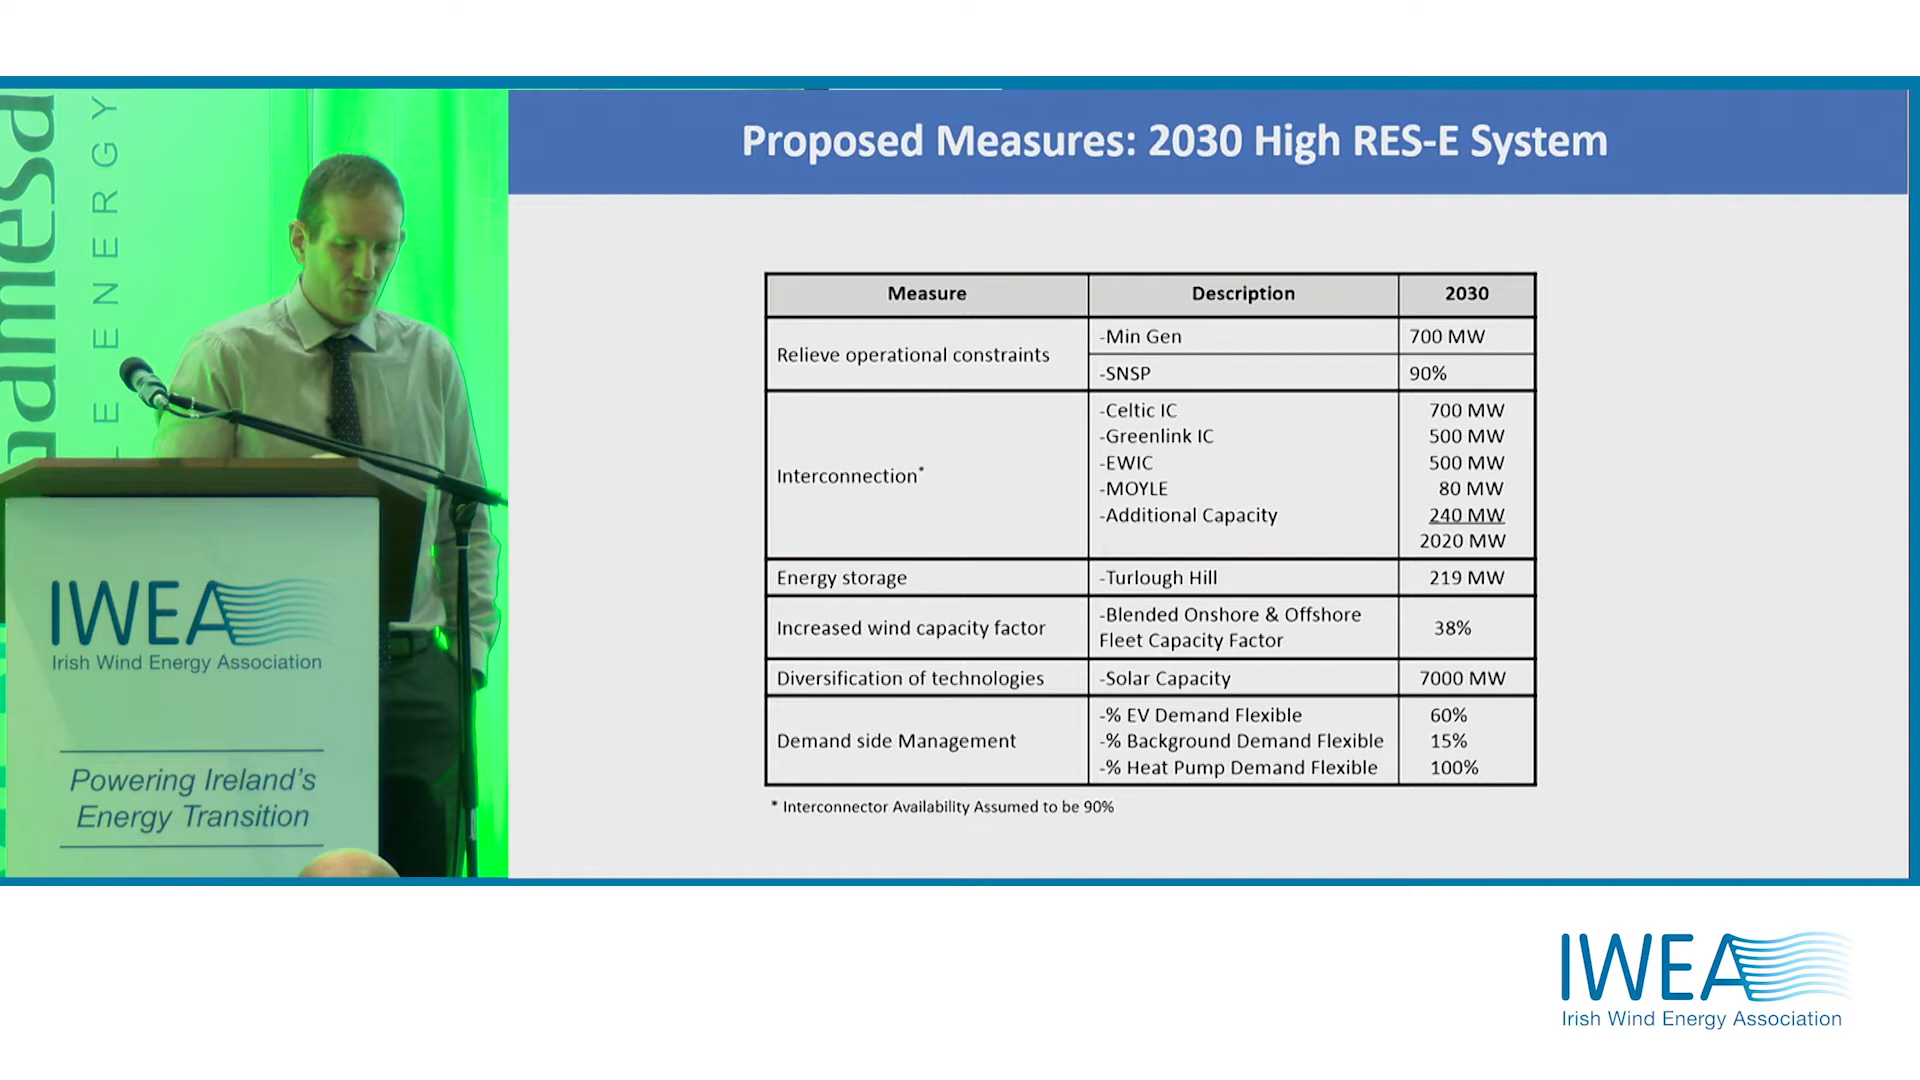 amesa
E ENERGY
IWEA
Irish Wind Energy Association
Powering Ireland's
Energy Transition
Proposed Measures: 2030 High RES-E System
Measure Description 2030
Relieve operational constraints
-Min Gen 700 MW
-SNSP 90%
Interconnection*
-Celtic IC 700 MW
-Greenlink IC 500 MW
-EWIC 500 MW
-MOYLE 80 MW
-Additional Capacity 240 MW
2020 MW
Energy storage -Turlough Hill 219 MW
Increased wind capacity factor
-Blended Onshore & Offshore
Fleet Capacity Factor
38%
Diversification of technologies -Solar Capacity 7000 MW
Demand side Management
-% EV Demand Flexible 60%
-% Background Demand Flexible 15%
-% Heat Pump Demand Flexible 100%
* Interconnector Availability Assumed to be 90%
IWEA
Irish Wind Energy Association